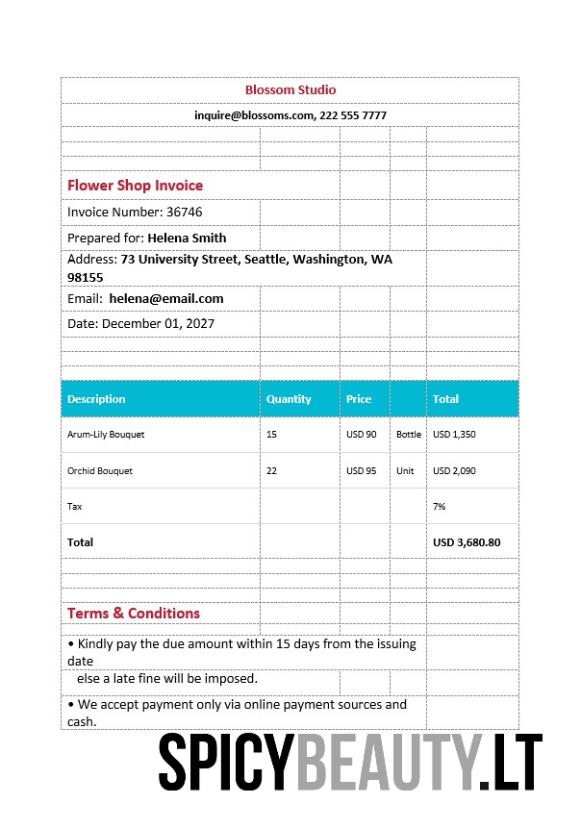 Blossom Studio
inquire@blossoms.com, 222 555 7777
Flower Shop Invoice
Invoice Number: 36746
Prepared for: Helena Smith
Address: 73 University Street, Seattle, Washington, WA
98155
Email: helena@email.com
Date: December 01, 2027
Description Quantity Price Total
Arum-Lily Bouquet 15 USD 90 Bottle USD 1,350
Orchid Bouquet 22 USD 95 Unit USD 2,090
Tax 7%
Total USD 3,680.80
Terms & Conditions
• Kindly pay the due amount within 15 days from the issuing
date
else a late fine will be imposed.
• We accept payment only via online payment sources and
cash.
SPICYBEAUTY.LT